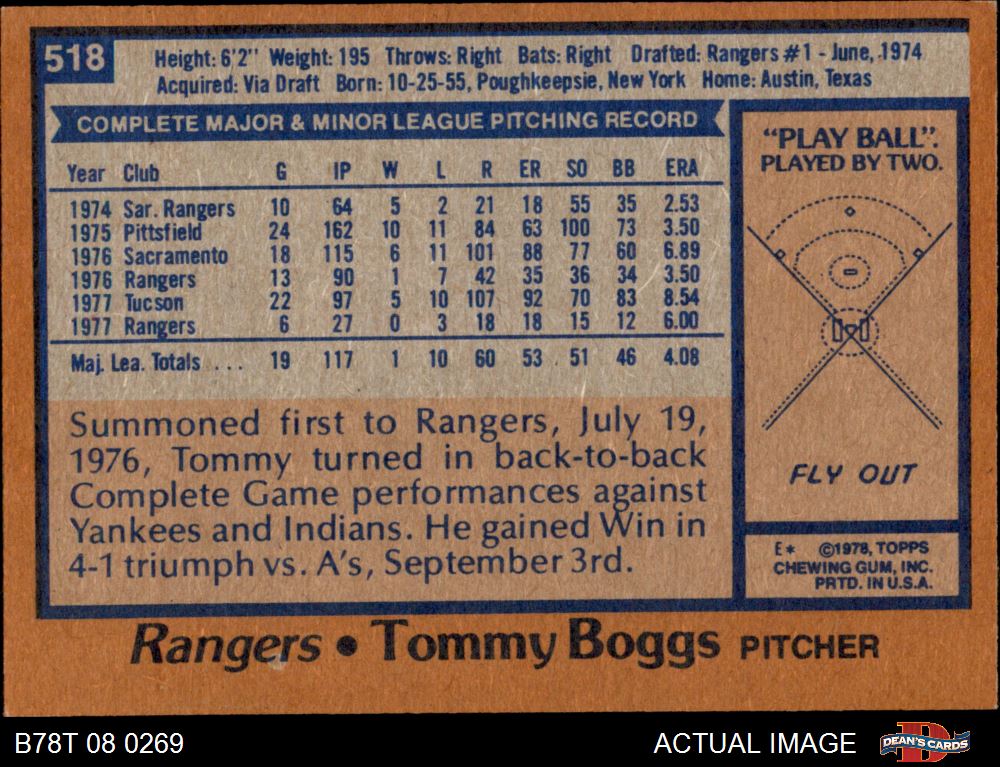 518
Height: 6'2" Weight: 195 Throws: Right Bats: Right Drafted: Rangers #1 - June, 1974
Acquired: Via Draft Born: 10-25-55, Poughkeepsie, New York Home: Austin, Texas
COMPLETE MAJOR & MINOR LEAGUE PITCHING RECORD
Year Club G IP W L R ER SO BB ERA
1974 Sar. Rangers 10 64 5 2 21 18 55 35 2.53
1975 Pittsfield 24 162 10 11 84 63 100 73 3.50
1976 Sacramento 18 115 6 11 101 88 77 60 6.89
1976 Rangers 13 90 1 7 42 35 36 34 3.50
1977 Tucson 22 97 5 10 107 92 70 83 8.54
1977 Rangers 6 27 0 3 18 18 15 12 6.00
Maj. Lea. Totals . . . 19 117 1 10 60 53 51 46 4.08
Summoned first to Rangers, July 19,
1976, Tommy turned in back-to-back
Complete Game performances against
Yankees and Indians. He gained Win in
4-1 triumph vs. A's, September 3rd.
"PLAY BALL".
PLAYED BY TWO.
FLY OUT
E* ©1978, TOPPS
CHEWING GUM, INC.
PRTD. IN U.S.A.
Rangers • Tommy Boggs PITCHER
B78T 08 0269
ACTUAL IMAGE
DEAN'S CARDS